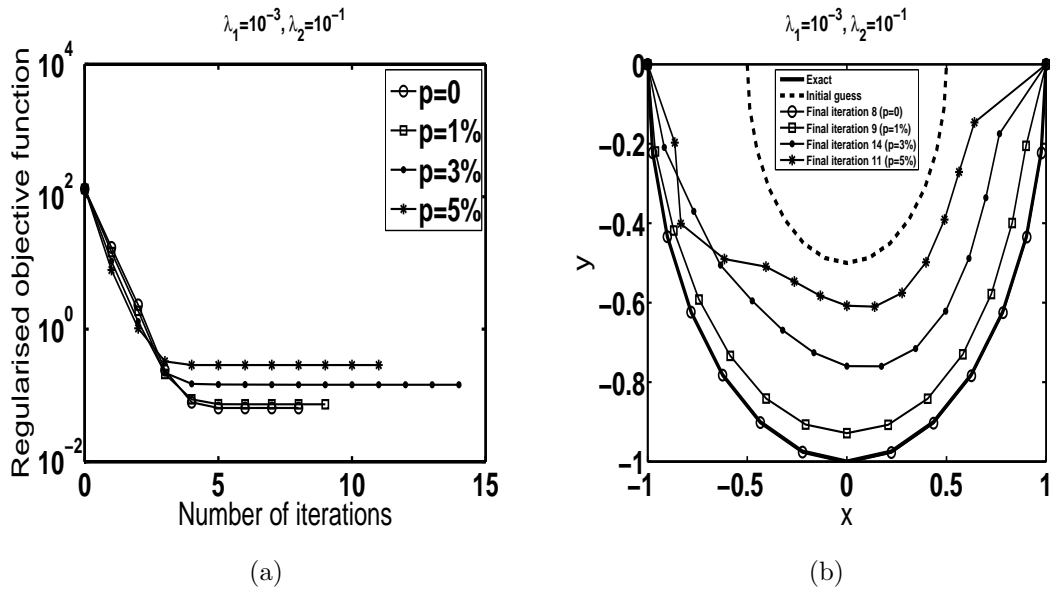 λ1=10−3, λ2=10−1
Regularised objective function
10^4
10^2
10^0
10^−2
0
5
10
15
Number of iterations
p=0
p=1%
p=3%
p=5%
(a)
λ1=10−3, λ2=10−1
y
0
−0.2
−0.4
−0.6
−0.8
−1
−1
−0.5
0
0.5
1
x
Exact
Initial guess
Final iteration 8 (p=0)
Final iteration 9 (p=1%)
Final iteration 14 (p=3%)
Final iteration 11 (p=5%)
(b)